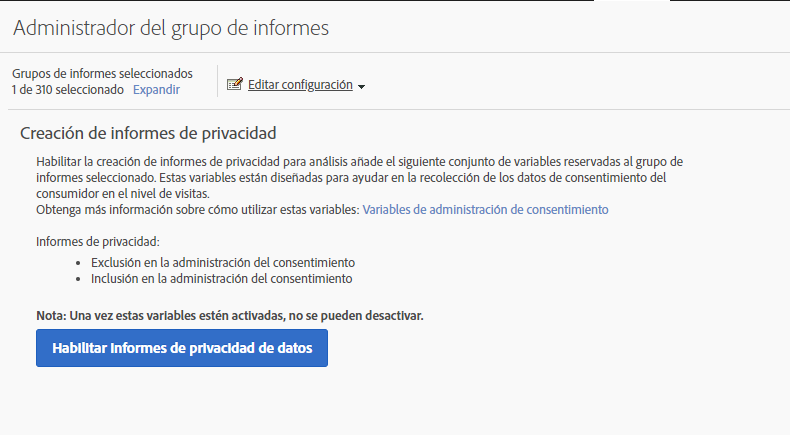 Administrador del grupo de informes
Grupos de informes seleccionados
1 de 310 seleccionado Expandir
Editar configuración
Creación de informes de privacidad
Habilitar la creación de informes de privacidad para análisis añade el siguiente conjunto de variables reservadas al grupo de
informes seleccionado. Estas variables están diseñadas para ayudar en la recolección de los datos de consentimiento del
consumidor en el nivel de visitas.
Obtenga más información sobre cómo utilizar estas variables: Variables de administración de consentimiento
Informes de privacidad:
• Exclusión en la administración del consentimiento
• Inclusión en la administración del consentimiento
Nota: Una vez estas variables estén activadas, no se pueden desactivar.
Habilitar informes de privacidad de datos